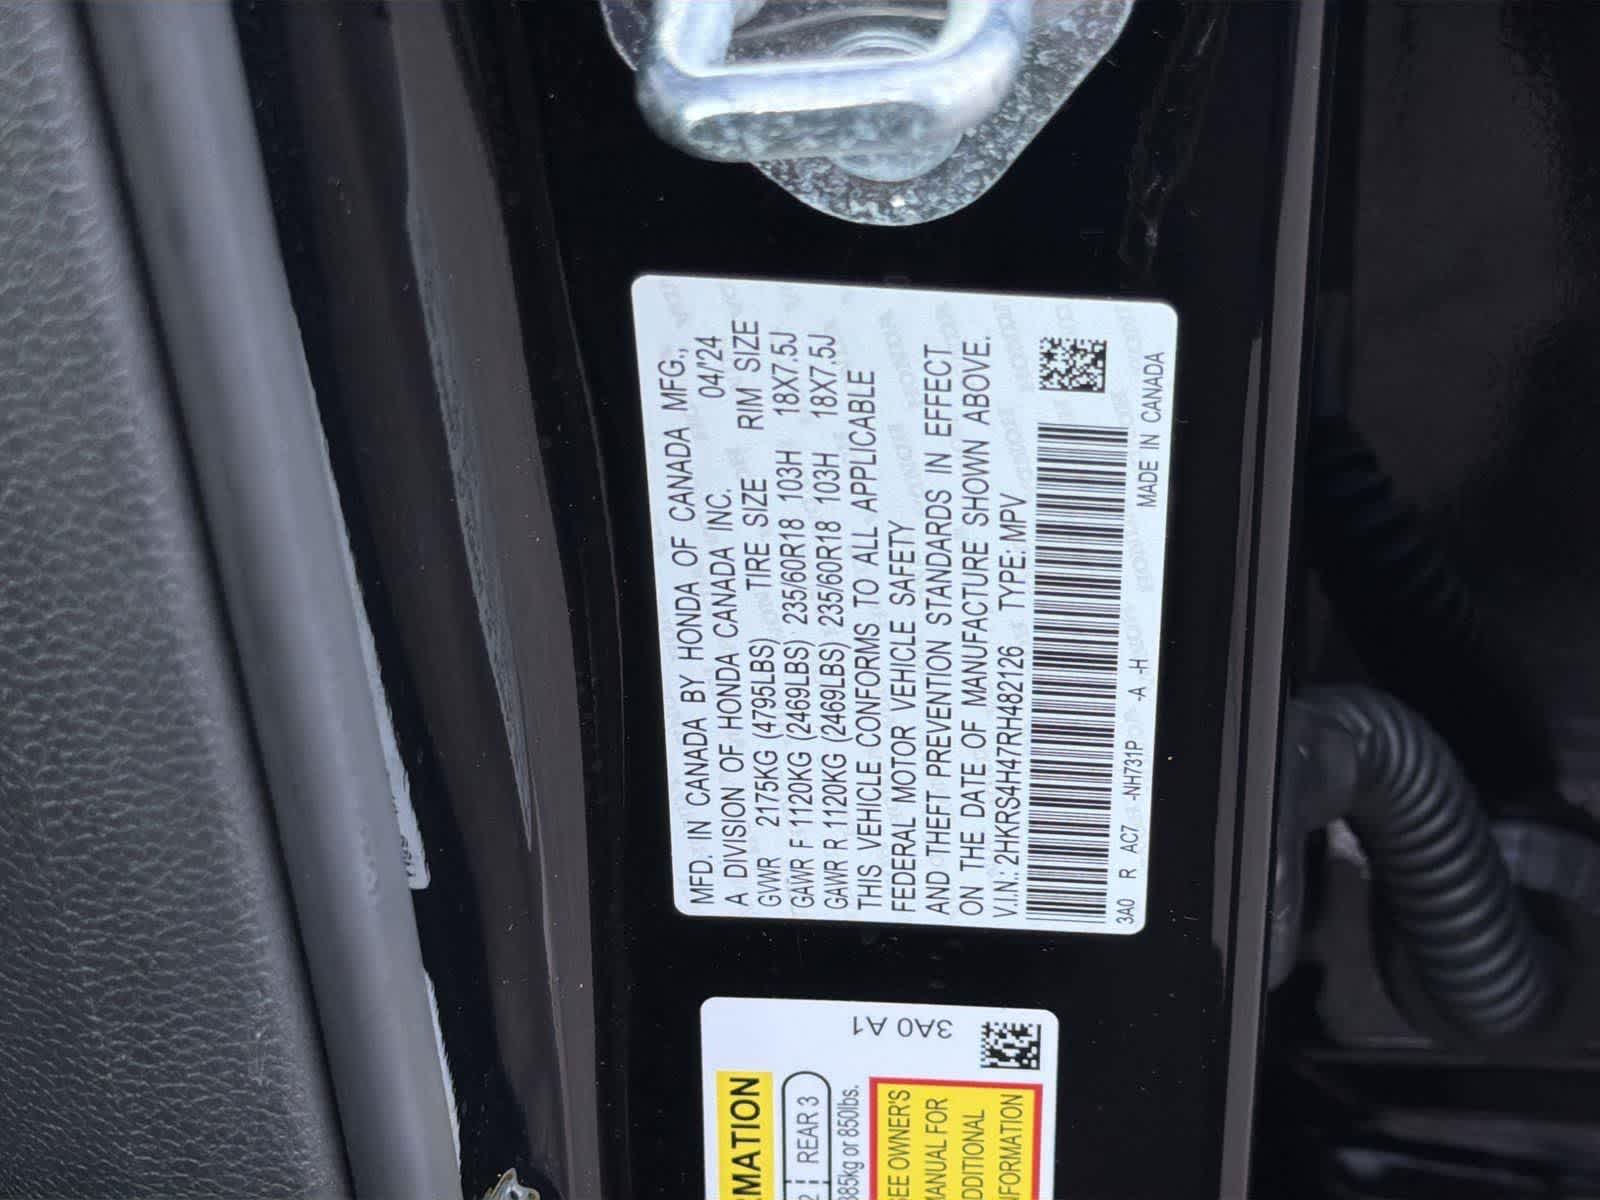 MFD. IN CANADA BY HONDA OF CANADA MFG.,
A DIVISION OF HONDA CANADA INC. 04/'24
GVWR 2175KG (4795LBS) TIRE SIZE RIM SIZE
GAWR F 1120KG (2469LBS) 235/60R18 103H 18X7.5J
GAWR R 1120KG (2469LBS) 235/60R18 103H 18X7.5J
THIS VEHICLE CONFORMS TO ALL APPLICABLE
FEDERAL MOTOR VEHICLE SAFETY
AND THEFT PREVENTION STANDARDS IN EFFECT
ON THE DATE OF MANUFACTURE SHOWN ABOVE.
V.I.N.: 2HKRS4H47RH482126 TYPE: MPV
3A0 R AC7 -NH731P -A -H MADE IN CANADA
3A0 A1
RMATION
2 REAR 3
385kg or 850lbs.
SEE OWNER'S
MANUAL FOR
ADDITIONAL
INFORMATION